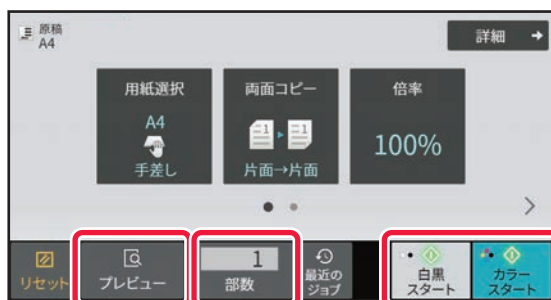 原稿
A4
詳細
用紙選択
A4
手差し
両面コピー
片面→片面
倍率
100%
リセット
プレビュー
1
部数
最近の
ジョブ
白黒
スタート
カラー
スタート